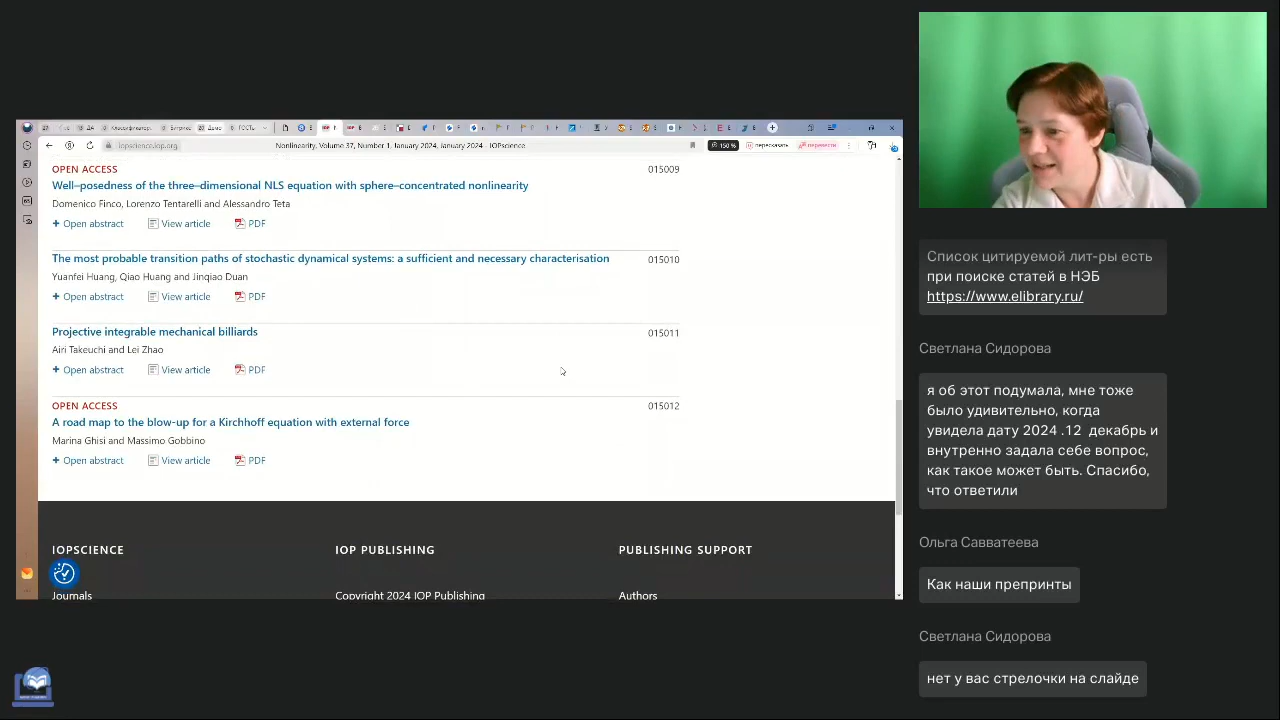 Классификатор.
Битрикс
iopscience.iop.org
Nonlinearity, Volume 37, Number 1, January 2024, January 2024 - IOPscience
150 %
пересказать
перевести
OPEN ACCESS
015009
Well–posedness of the three–dimensional NLS equation with sphere–concentrated nonlinearity
Domenico Finco, Lorenzo Tentarelli and Alessandro Teta
+ Open abstract View article PDF
The most probable transition paths of stochastic dynamical systems: a sufficient and necessary characterisation
015010
Yuanfei Huang, Qiao Huang and Jinqiao Duan
+ Open abstract View article PDF
Projective integrable mechanical billiards
015011
Airi Takeuchi and Lei Zhao
+ Open abstract View article PDF
OPEN ACCESS
015012
A road map to the blow-up for a Kirchhoff equation with external force
Marina Ghisi and Massimo Gobbino
+ Open abstract View article PDF
IOPSCIENCE
IOP PUBLISHING
PUBLISHING SUPPORT
Journals
Copyright 2024 IOP Publishing
Authors
Список цитируемой лит-ры есть
при поиске статей в НЭБ
https://www.elibrary.ru/
Светлана Сидорова
я об этот подумала, мне тоже
было удивительно, когда
увидела дату 2024 .12 декабрь и
внутренно задала себе вопрос,
как такое может быть. Спасибо,
что ответили
Ольга Савватеева
Как наши препринты
Светлана Сидорова
нет у вас стрелочки на слайде